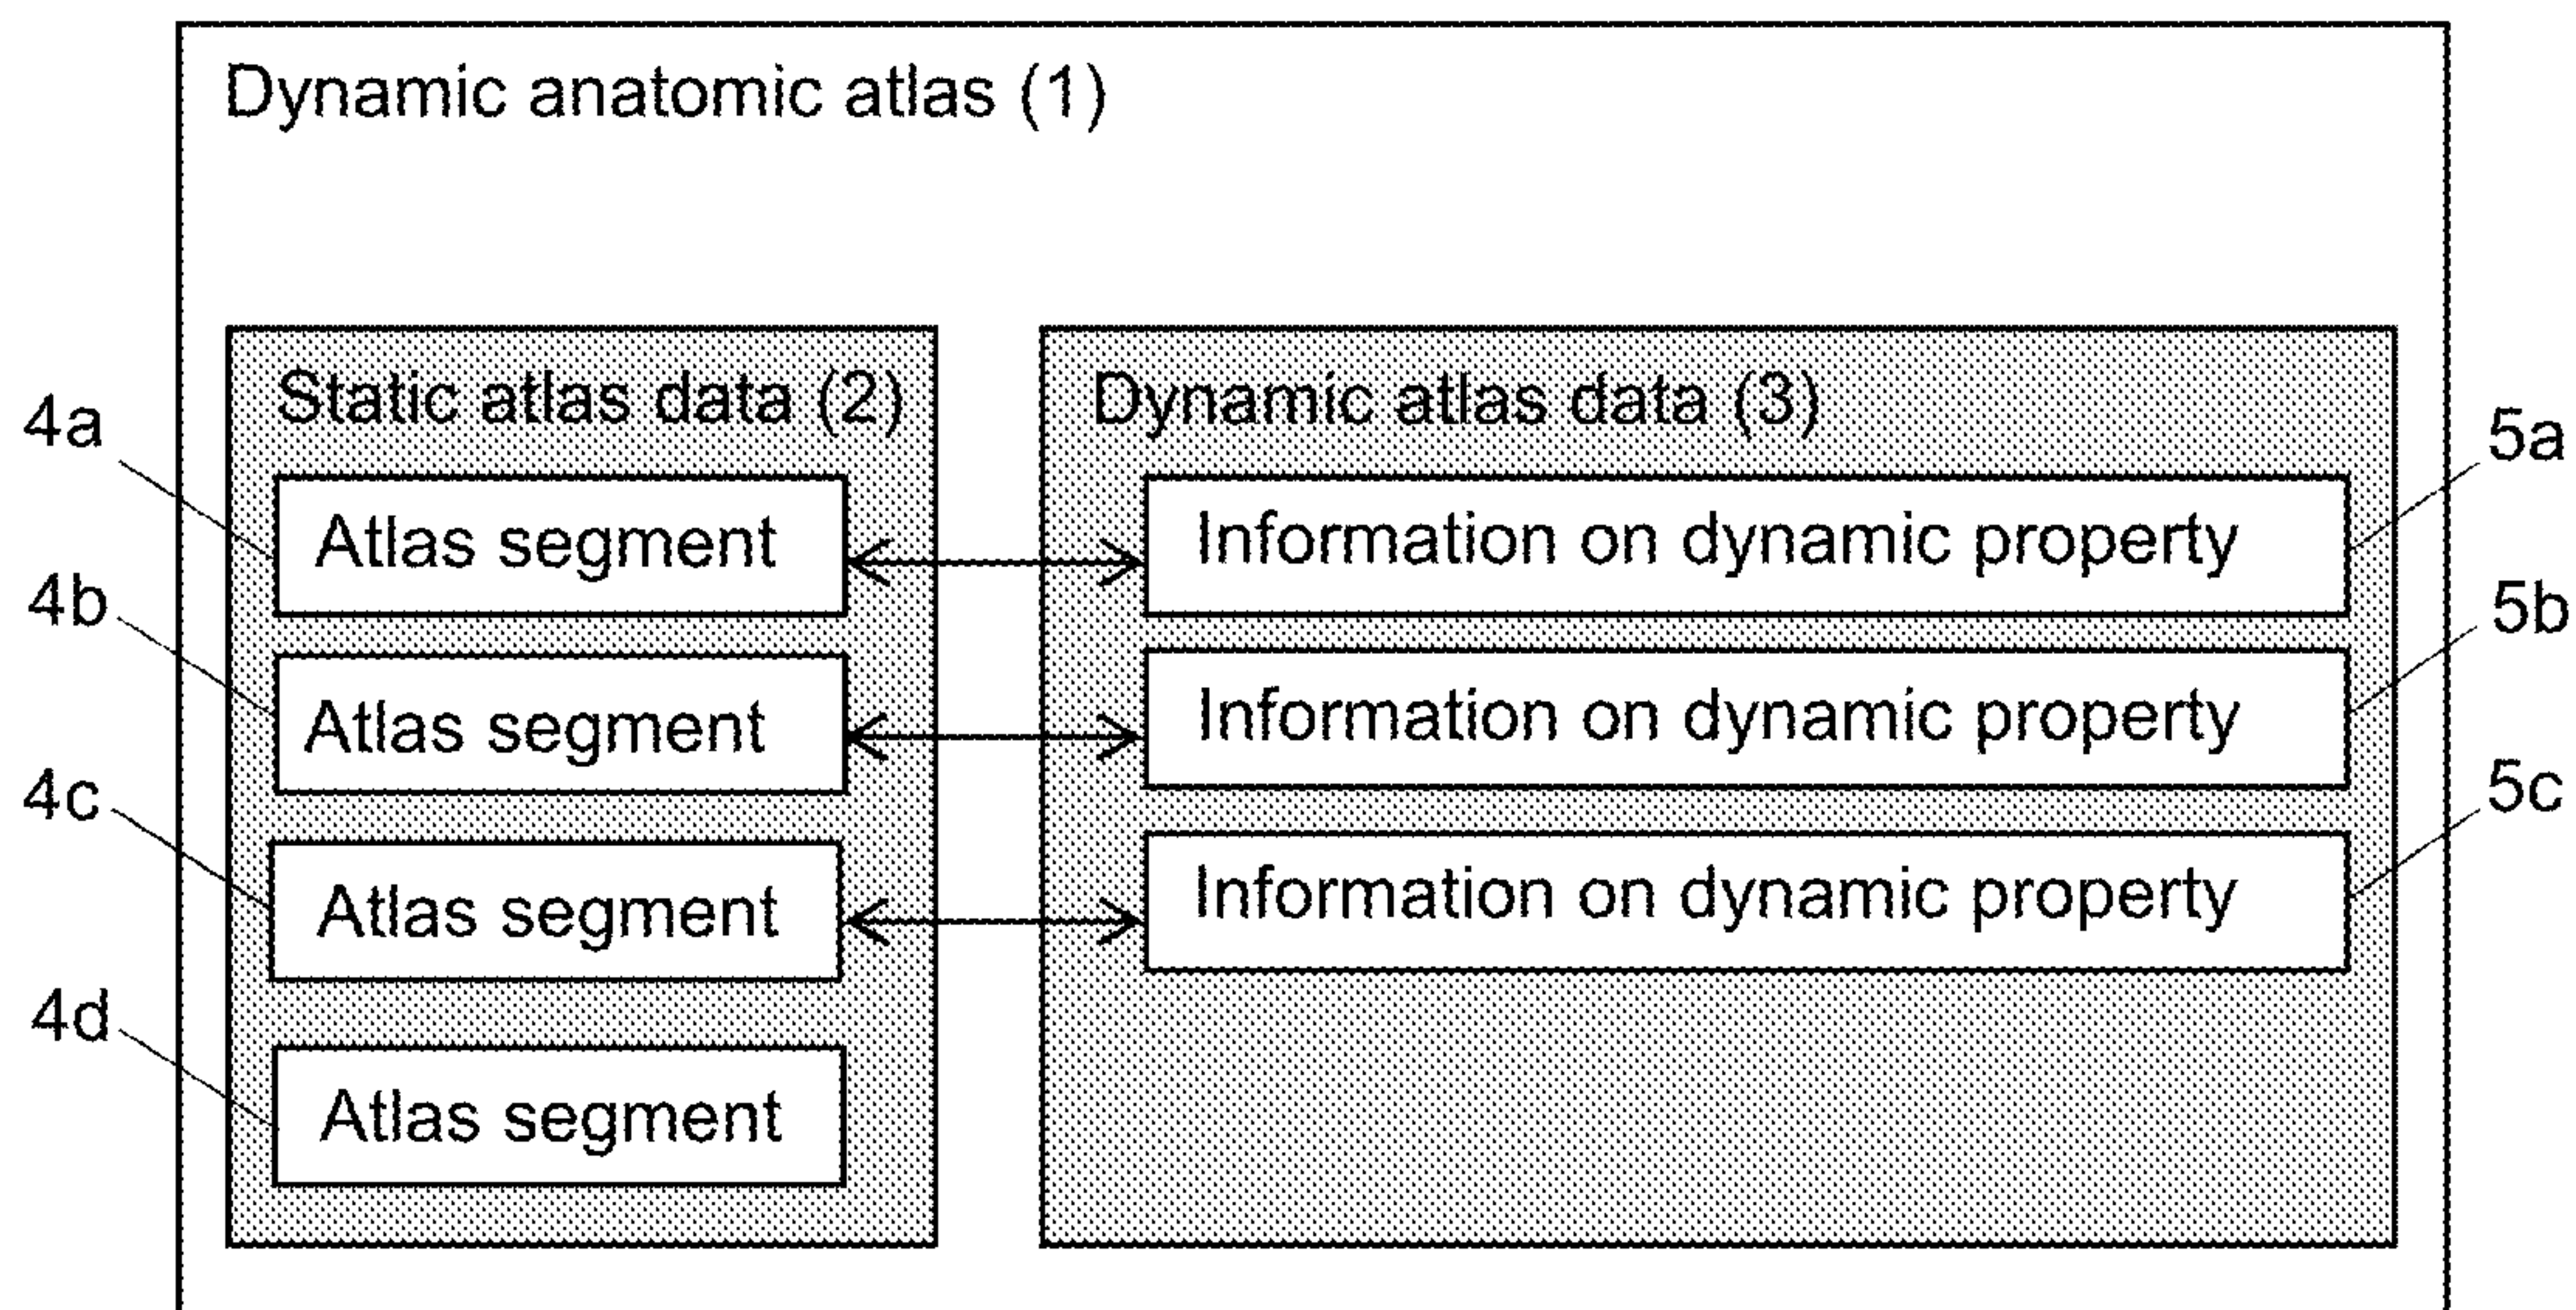 Dynamic anatomic atlas (1)
Static atlas data (2)
Dynamic atlas data (3)
4a
5a
Atlas segment
Information on dynamic property
4b
5b
Atlas segment
Information on dynamic property
4c
5c
Atlas segment
Information on dynamic property
4d
Atlas segment